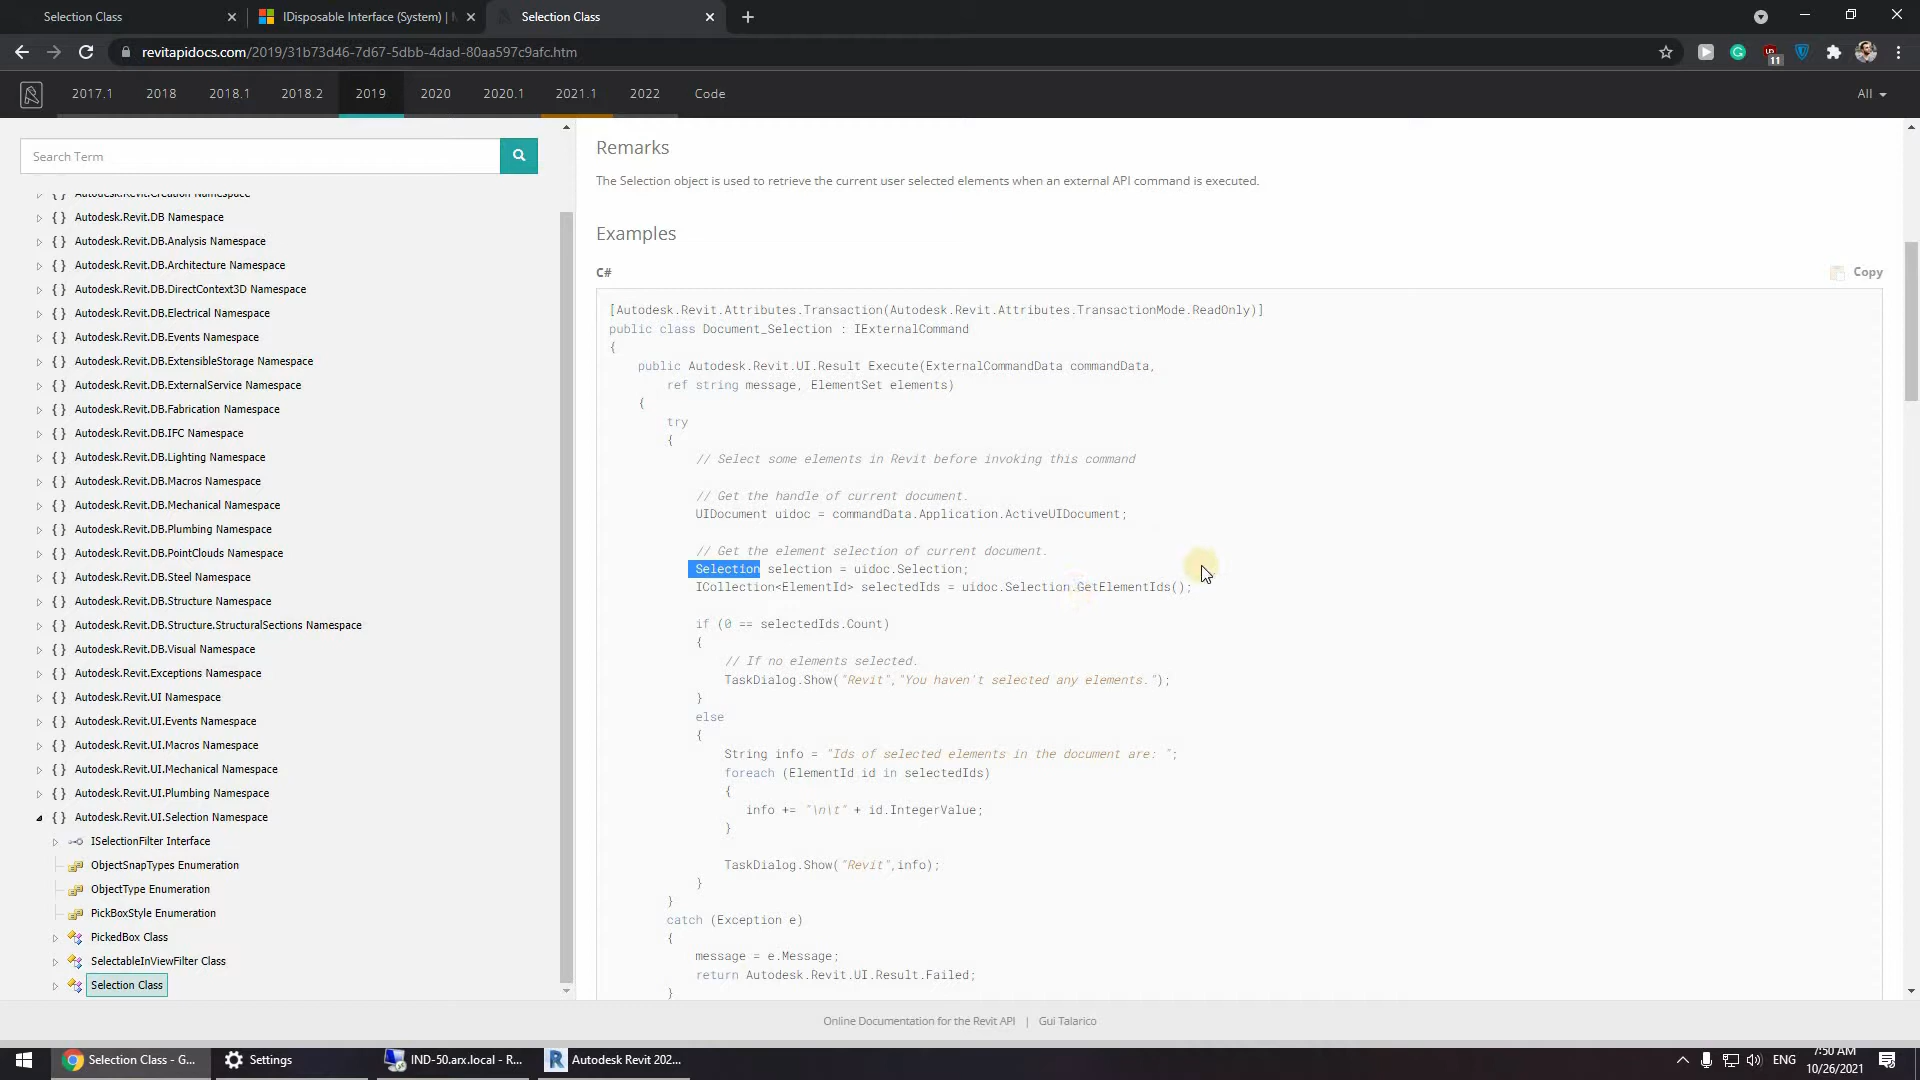 Selection Class
IDisposable Interface (System) |
Selection Class
revitapidocs.com/2019/31b73d46-7d67-5dbb-4dad-80aa597c9afc.htm
11
2017.1
2018
2018.1
2018.2
2019
2020
2020.1
2021.1
2022
Code
All
Search Term
{ } Autodesk.Revit.Creation Namespace
{ } Autodesk.Revit.DB Namespace
{ } Autodesk.Revit.DB.Analysis Namespace
{ } Autodesk.Revit.DB.Architecture Namespace
{ } Autodesk.Revit.DB.DirectContext3D Namespace
{ } Autodesk.Revit.DB.Electrical Namespace
{ } Autodesk.Revit.DB.Events Namespace
{ } Autodesk.Revit.DB.ExtensibleStorage Namespace
{ } Autodesk.Revit.DB.ExternalService Namespace
{ } Autodesk.Revit.DB.Fabrication Namespace
{ } Autodesk.Revit.DB.IFC Namespace
{ } Autodesk.Revit.DB.Lighting Namespace
{ } Autodesk.Revit.DB.Macros Namespace
{ } Autodesk.Revit.DB.Mechanical Namespace
{ } Autodesk.Revit.DB.Plumbing Namespace
{ } Autodesk.Revit.DB.PointClouds Namespace
{ } Autodesk.Revit.DB.Steel Namespace
{ } Autodesk.Revit.DB.Structure Namespace
{ } Autodesk.Revit.DB.Structure.StructuralSections Namespace
{ } Autodesk.Revit.DB.Visual Namespace
{ } Autodesk.Revit.Exceptions Namespace
{ } Autodesk.Revit.UI Namespace
{ } Autodesk.Revit.UI.Events Namespace
{ } Autodesk.Revit.UI.Macros Namespace
{ } Autodesk.Revit.UI.Mechanical Namespace
{ } Autodesk.Revit.UI.Plumbing Namespace
{ } Autodesk.Revit.UI.Selection Namespace
ISelectionFilter Interface
ObjectSnapTypes Enumeration
ObjectType Enumeration
PickBoxStyle Enumeration
PickedBox Class
SelectableInViewFilter Class
Selection Class
Remarks
The Selection object is used to retrieve the current user selected elements when an external API command is executed.
Examples
C#
Copy
[Autodesk.Revit.Attributes.Transaction(Autodesk.Revit.Attributes.TransactionMode.ReadOnly)]
public class Document_Selection : IExternalCommand
{
public Autodesk.Revit.UI.Result Execute(ExternalCommandData commandData,
ref string message, ElementSet elements)
{
try
{
// Select some elements in Revit before invoking this command
// Get the handle of current document.
UIDocument uidoc = commandData.Application.ActiveUIDocument;
// Get the element selection of current document.
Selection selection = uidoc.Selection;
ICollection<ElementId> selectedIds = uidoc.Selection.GetElementIds();
if (0 == selectedIds.Count)
{
// If no elements selected.
TaskDialog.Show("Revit","You haven't selected any elements.");
}
else
{
String info = "Ids of selected elements in the document are: ";
foreach (ElementId id in selectedIds)
{
info += "\n\t" + id.IntegerValue;
}
TaskDialog.Show("Revit",info);
}
}
catch (Exception e)
{
message = e.Message;
return Autodesk.Revit.UI.Result.Failed;
}
Online Documentation for the Revit API | Gui Talarico
Selection Class - G...
Settings
IND-50.arx.local - R...
Autodesk Revit 202...
ENG
7:50 AM
10/26/2021